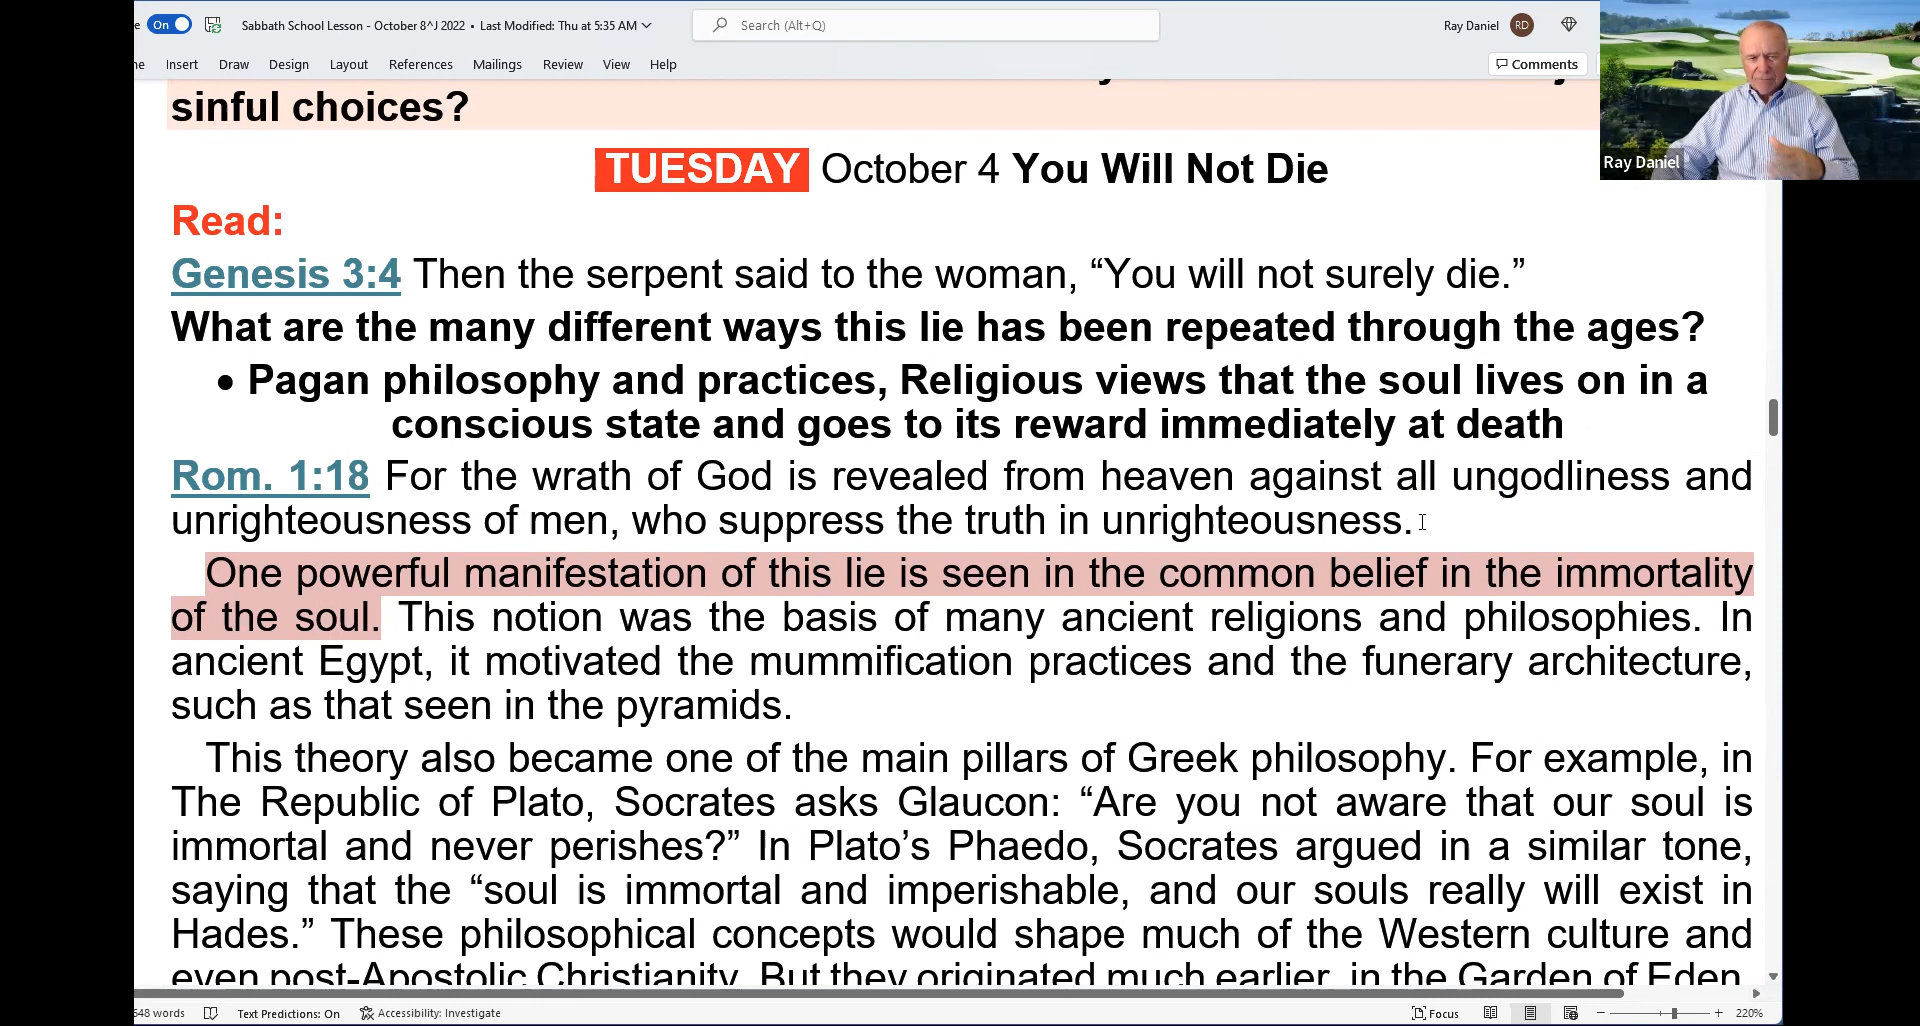 e On Sabbath School Lesson - October 8^J 2022 • Last Modified: Thu at 5:35 AM Search (Alt+Q) Ray Daniel RD
ne Insert Draw Design Layout References Mailings Review View Help Comments
Ray Daniel
sinful choices?
TUESDAY October 4 You Will Not Die
Read:
Genesis 3:4 Then the serpent said to the woman, “You will not surely die.”
What are the many different ways this lie has been repeated through the ages?
• Pagan philosophy and practices, Religious views that the soul lives on in a
conscious state and goes to its reward immediately at death
Rom. 1:18 For the wrath of God is revealed from heaven against all ungodliness and
unrighteousness of men, who suppress the truth in unrighteousness.
One powerful manifestation of this lie is seen in the common belief in the immortality
of the soul. This notion was the basis of many ancient religions and philosophies. In
ancient Egypt, it motivated the mummification practices and the funerary architecture,
such as that seen in the pyramids.
This theory also became one of the main pillars of Greek philosophy. For example, in
The Republic of Plato, Socrates asks Glaucon: “Are you not aware that our soul is
immortal and never perishes?” In Plato’s Phaedo, Socrates argued in a similar tone,
saying that the “soul is immortal and imperishable, and our souls really will exist in
Hades.” These philosophical concepts would shape much of the Western culture and
even post-Apostolic Christianity. But they originated much earlier, in the Garden of Eden,
648 words Text Predictions: On Accessibility: Investigate Focus 220%